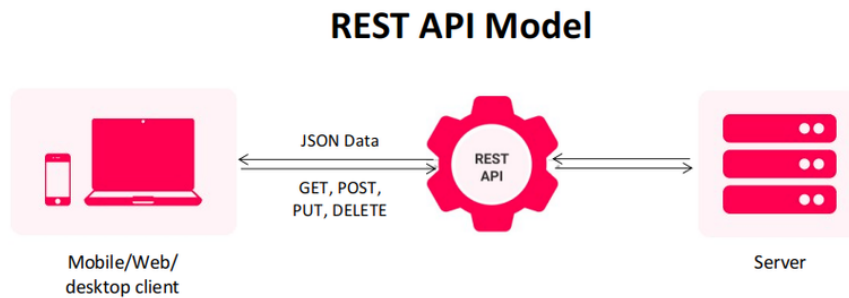 REST API Model
JSON Data
GET, POST,
PUT, DELETE
REST
API
Mobile/Web/
desktop client
Server